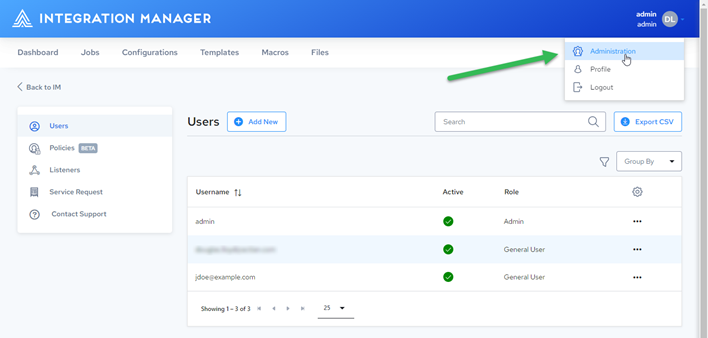 INTEGRATION MANAGER
admin
admin
DL
Dashboard
Jobs
Configurations
Templates
Macros
Files
Administration
Profile
Logout
Back to IM
Users
Policies BETA
Listeners
Service Request
Contact Support
Users
Add New
Search
Export CSV
Group By
Username
Active
Role
admin
Admin
General User
jdoe@example.com
General User
Showing 1 – 3 of 3
25